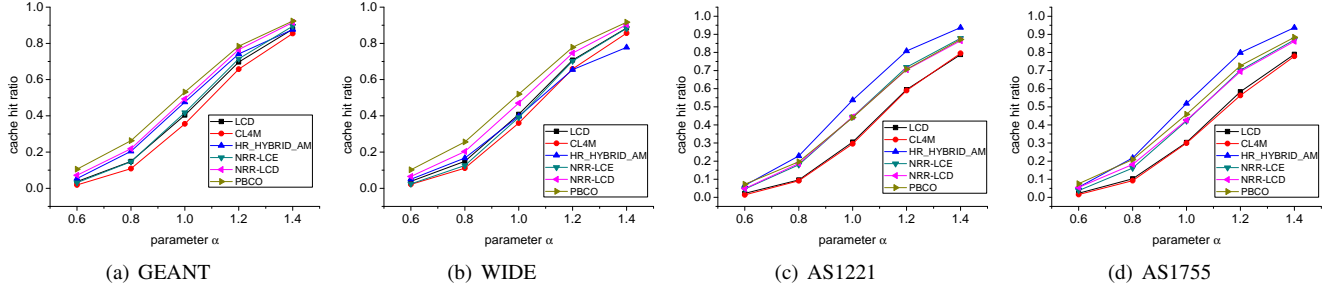 cache hit ratio
1.0
0.8
0.6
0.4
0.2
0.0
LCD
CL4M
HR_HYBRID_AM
NRR-LCE
NRR-LCD
PBCO
0.6 0.8 1.0 1.2 1.4
parameter α
(a) GEANT
cache hit ratio
1.0
0.8
0.6
0.4
0.2
0.0
LCD
CL4M
HR_HYBRID_AM
NRR-LCE
NRR-LCD
PBCO
0.6 0.8 1.0 1.2 1.4
parameter α
(b) WIDE
cache hit ratio
1.0
0.9
0.8
0.7
0.6
0.5
0.4
0.3
0.2
0.1
0.0
LCD
CL4M
HR_HYBRID_AM
NRR-LCE
NRR-LCD
PBCO
0.6 0.8 1.0 1.2 1.4
parameter α
(c) AS1221
cache hit ratio
1.0
0.9
0.8
0.7
0.6
0.5
0.4
0.3
0.2
0.1
0.0
LCD
CL4M
HR_HYBRID_AM
NRR-LCE
NRR-LCD
PBCO
0.6 0.8 1.0 1.2 1.4
parameter α
(d) AS1755